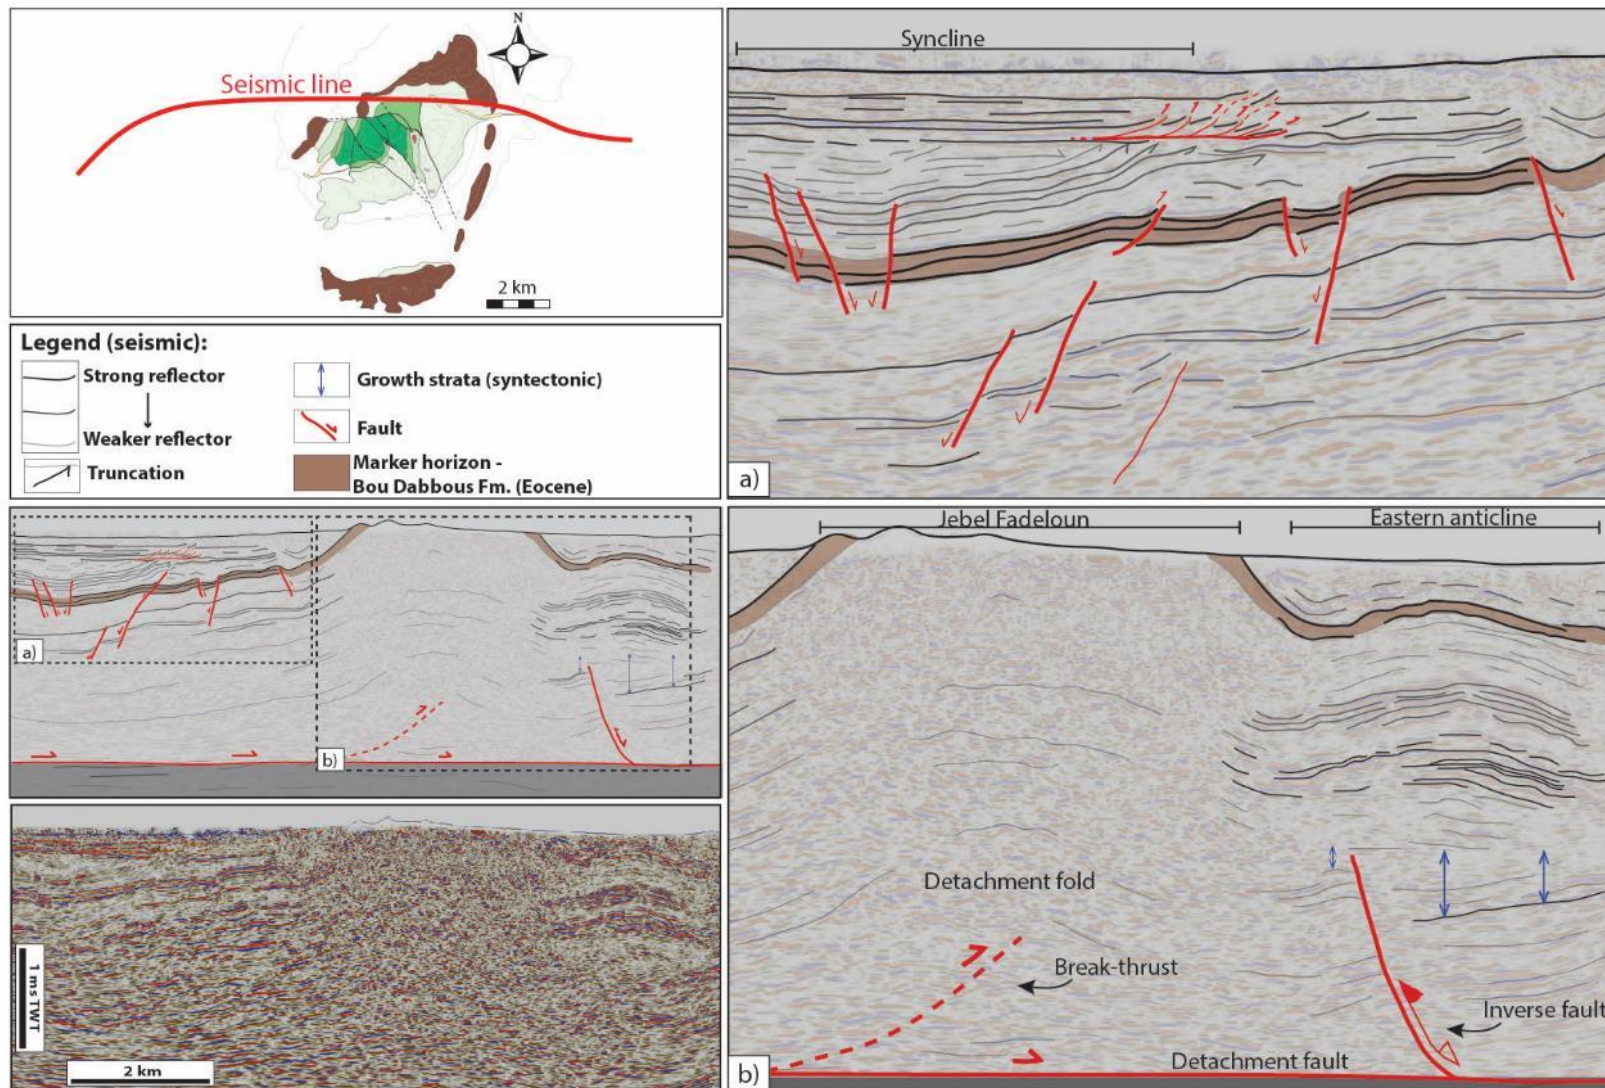 N
Seismic line
2 km
Legend (seismic):
Strong reflector
Weaker reflector
Truncation
Growth strata (syntectonic)
Fault
Marker horizon -
Bou Dabbous Fm. (Eocene)
Syncline
a)
a)
b)
1 ms TWT
2 km
Jebel Fadeloun
Eastern anticline
Detachment fold
Break-thrust
Inverse fault
Detachment fault
b)